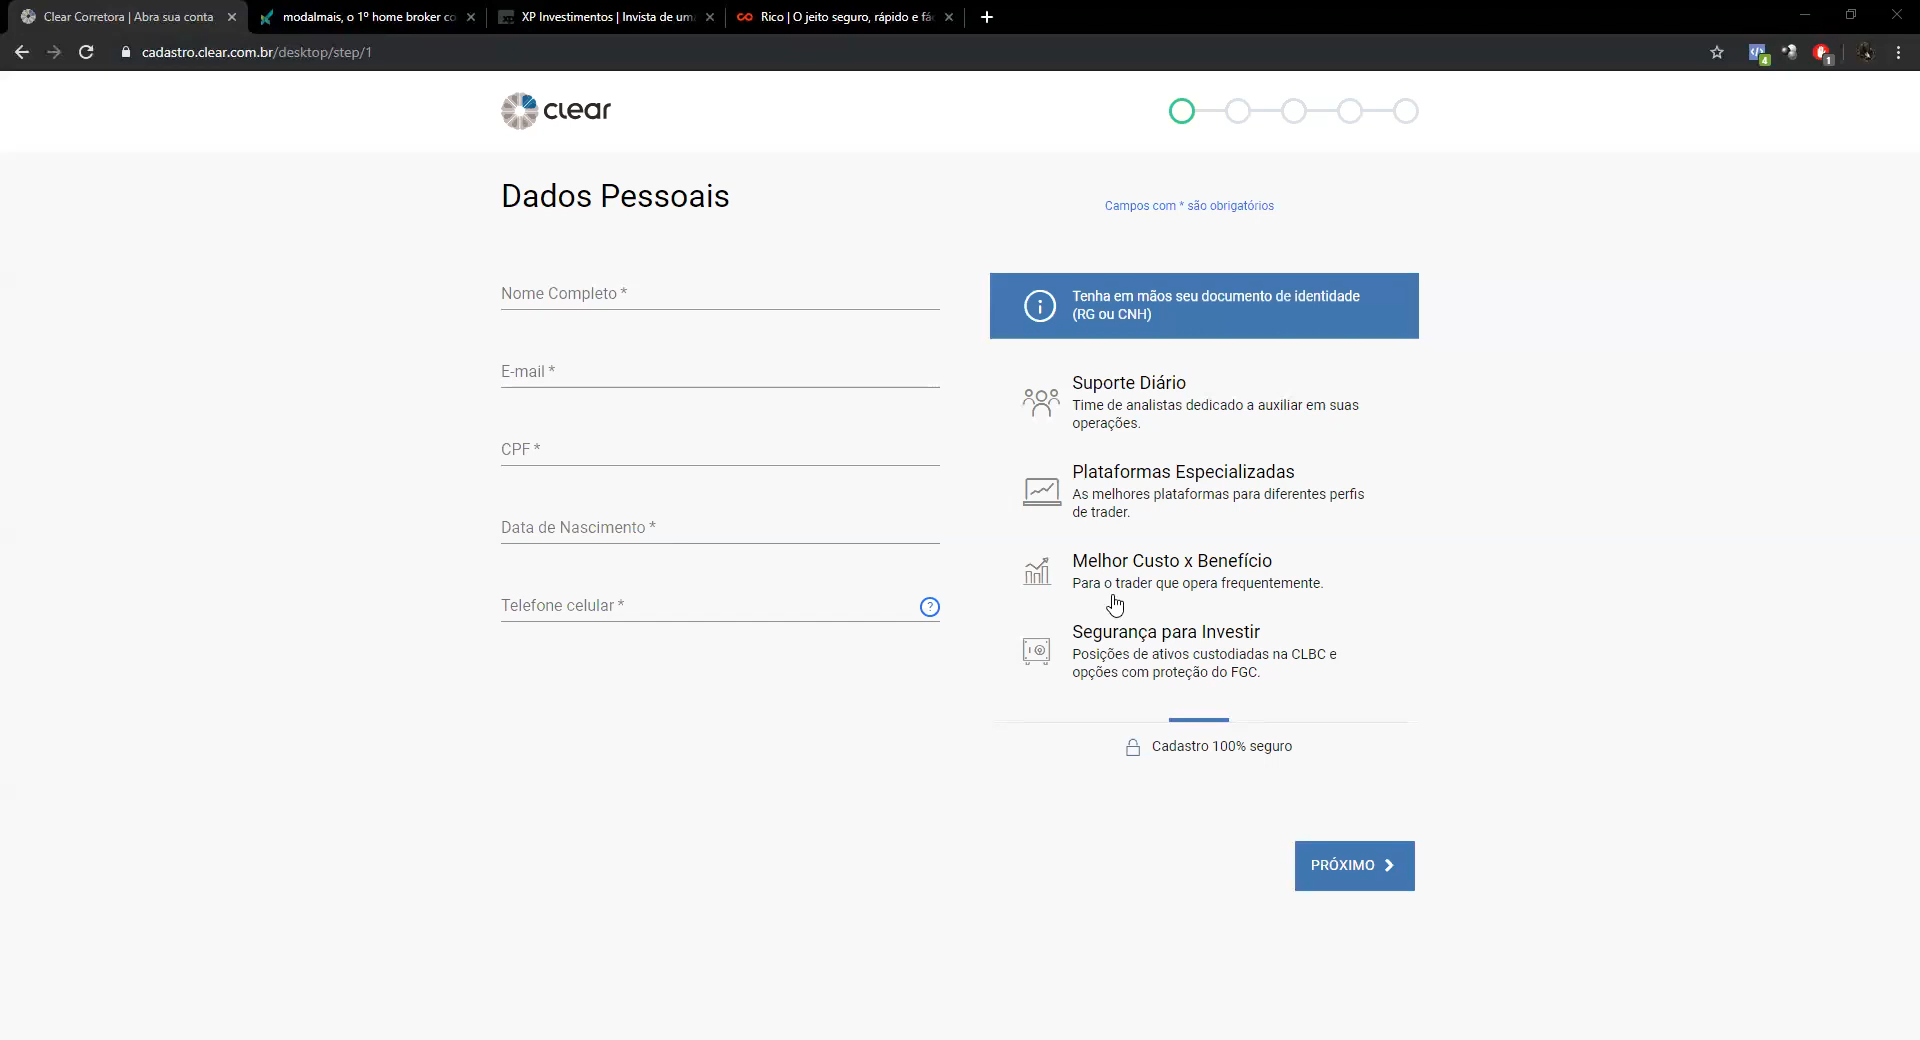 Clear Corretora | Abra sua conta
modalmais, o 1º home broker co
XP Investimentos | Invista de um
Rico | O jeito seguro, rápido e fá
cadastro.clear.com.br/desktop/step/1
4
1
clear
Dados Pessoais
Campos com * são obrigatórios
Nome Completo *
E-mail *
CPF *
Data de Nascimento *
Telefone celular *
?
Tenha em mãos seu documento de identidade
(RG ou CNH)
Suporte Diário
Time de analistas dedicado a auxiliar em suas
operações.
Plataformas Especializadas
As melhores plataformas para diferentes perfis
de trader.
Melhor Custo x Benefício
Para o trader que opera frequentemente.
Segurança para Investir
Posições de ativos custodiadas na CLBC e
opções com proteção do FGC.
Cadastro 100% seguro
PRÓXIMO